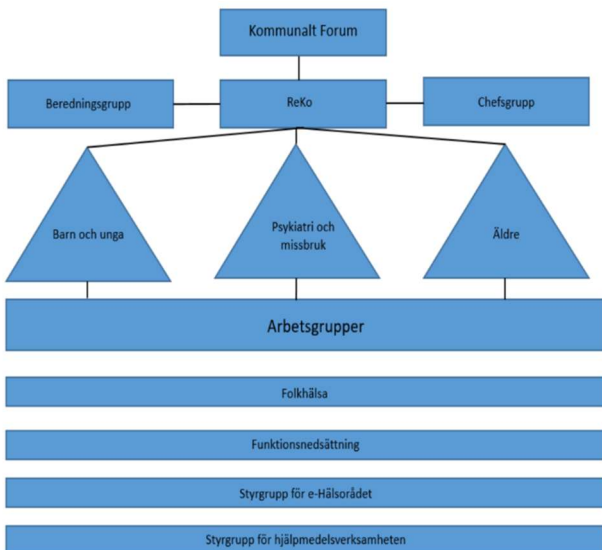 Kommunalt Forum
Beredningsgrupp
ReKo
Chefsgrupp
Barn och unga
Psykiatri och
missbruk
Äldre
Arbetsgrupper
Folkhälsa
Funktionsnedsättning
Styrgrupp för e-Hälsorådet
Styrgrupp för hjälpmedelsverksamheten